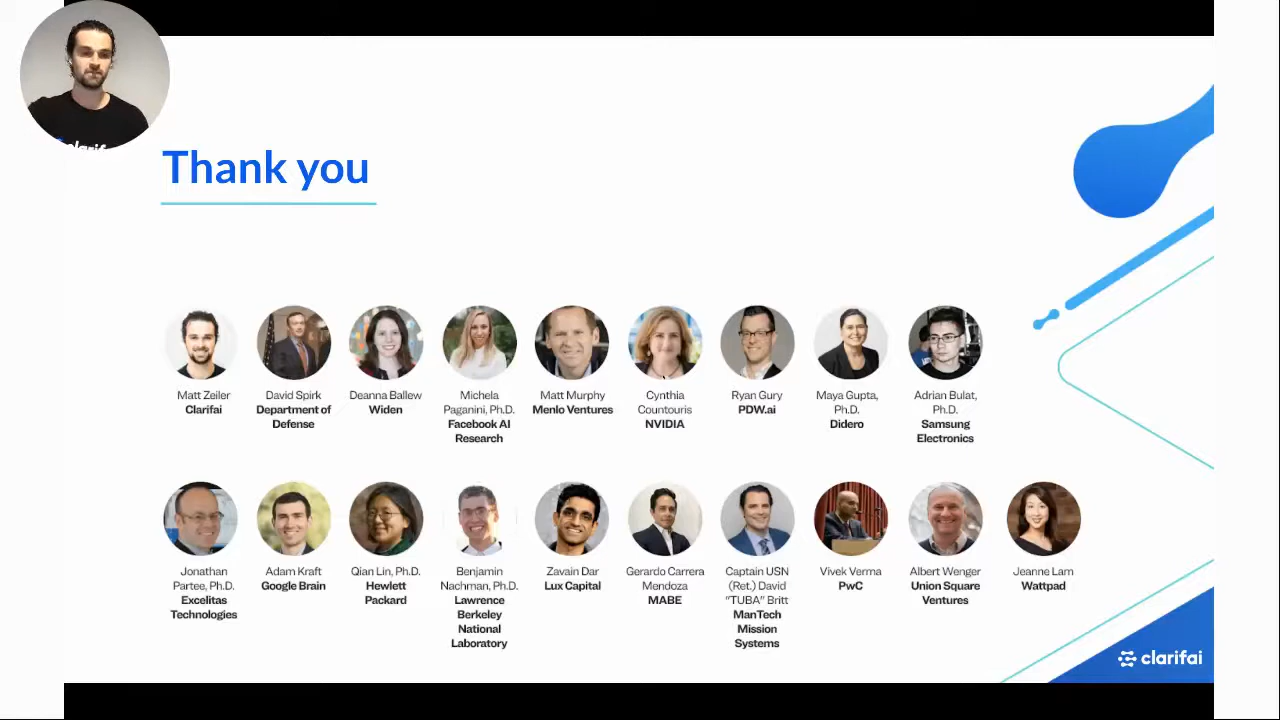 clarif
Thank you
Matt Zeiler
Clarifai
David Spirk
Department of
Defense
Deanna Ballew
Widen
Michela
Paganini, Ph.D.
Facebook AI
Research
Matt Murphy
Menlo Ventures
Cynthia
Countouris
NVIDIA
Ryan Gury
PDW.ai
Maya Gupta,
Ph.D.
Didero
Adrian Bulat,
Ph.D.
Samsung
Electronics
Jonathan
Partee, Ph.D.
Excelitas
Technologies
Adam Kraft
Google Brain
Qian Lin, Ph.D.
Hewlett
Packard
Benjamin
Nachman, Ph.D.
Lawrence
Berkeley
National
Laboratory
Zavain Dar
Lux Capital
Gerardo Carrera
Mendoza
MABE
Captain USN
(Ret.) David
"TUBA" Britt
ManTech
Mission
Systems
Vivek Verma
PwC
Albert Wenger
Union Square
Ventures
Jeanne Lam
Wattpad
clarifai